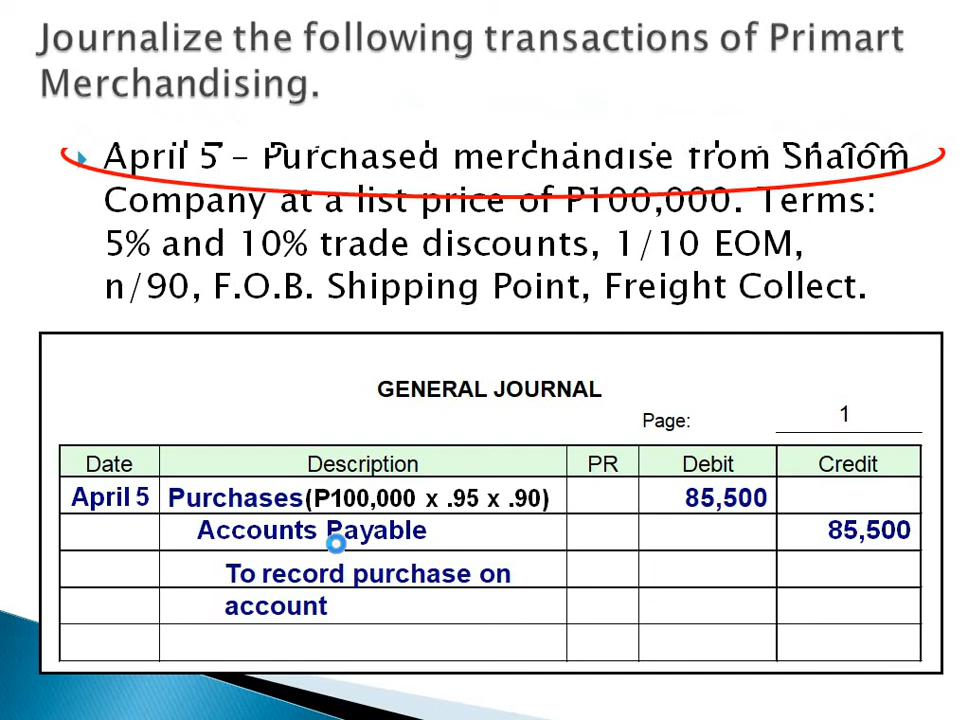 Journalize the following transactions of Primart
Merchandising.
April 5 – Purchased merchandise from Shalom
Company at a list price of P100,000. Terms:
5% and 10% trade discounts, 1/10 EOM,
n/90, F.O.B. Shipping Point, Freight Collect.
GENERAL JOURNAL
Page: 1
Date Description PR Debit Credit
April 5 Purchases(P100,000 x .95 x .90) 85,500
Accounts Payable 85,500
To record purchase on
account